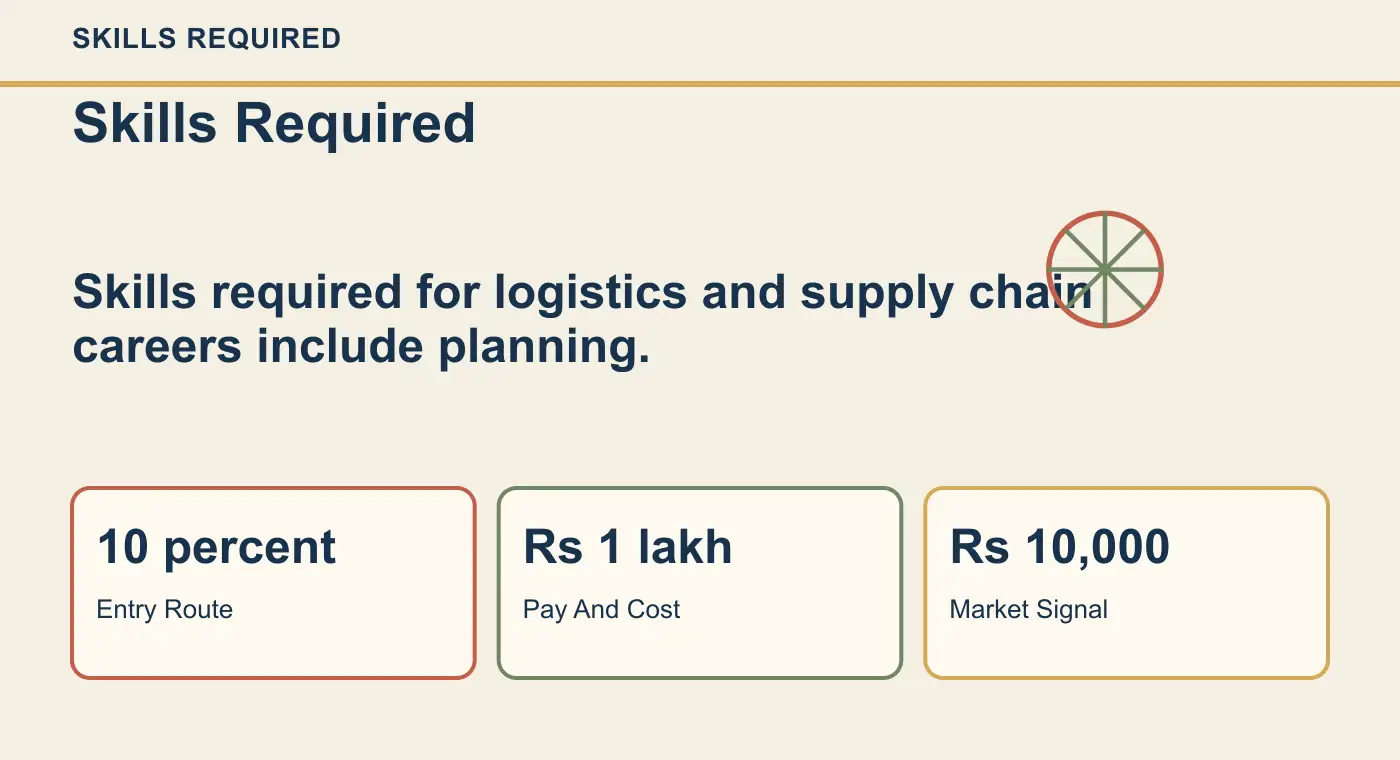 SKILLS REQUIRED
Skills Required
Skills required for logistics and supply chain
careers include planning.
10 percent
Entry Route
Rs 1 lakh
Pay And Cost
Rs 10,000
Market Signal